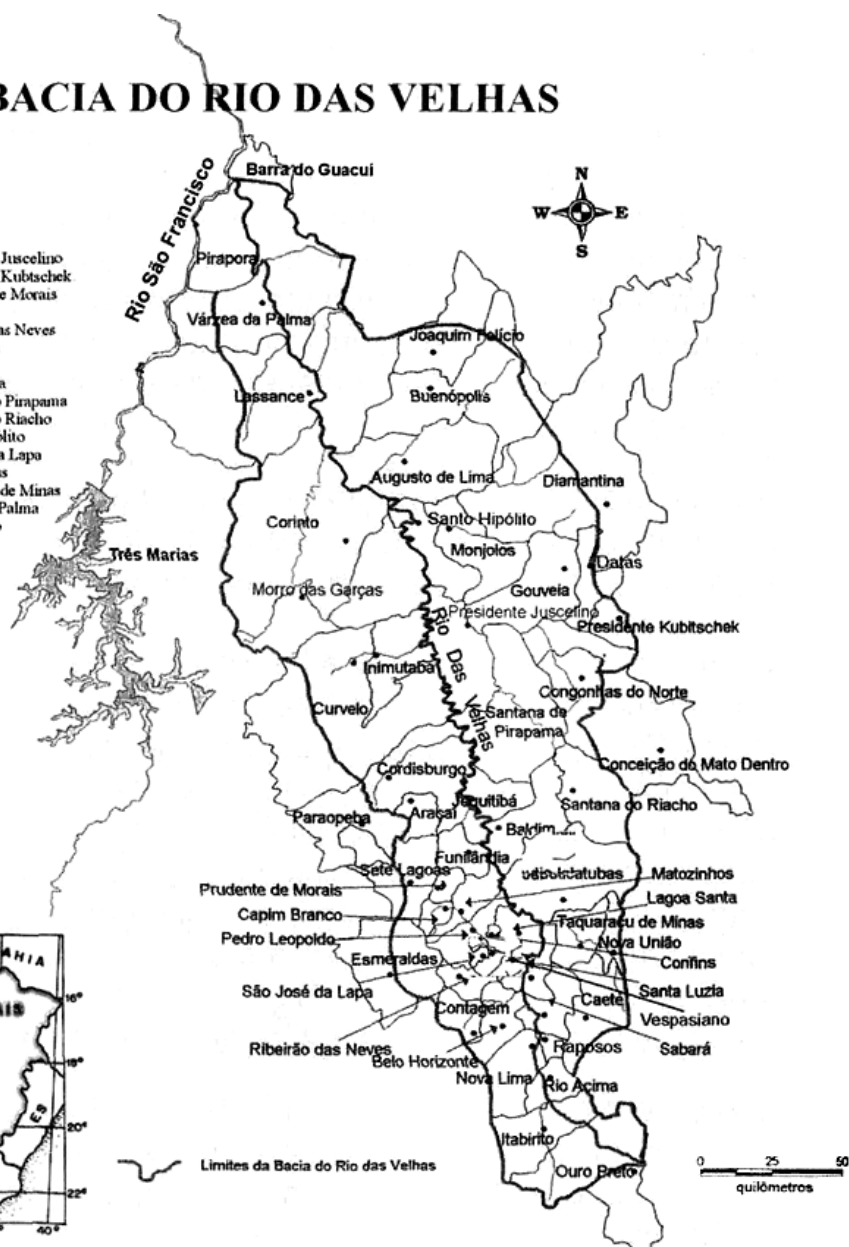 BACIA DO RIO DAS VELHAS
Barra do Guacui
Rio São Francisco
N
W E
S
Juscelino
Kubtschek
e Morais
as Neves
a
Pirapama
Riacho
ólito
a Lapa
s
de Minas
Palma
Pirapora
Várzea da Palma
Joaquim Felício
Lassance
Buenópolis
Augusto de Lima
Diamantina
Corinto
Santo Hipólito
Monjolos
Três Marias
Datas
Gouveia
Morro das Garças
Presidente Juscelino
Presidente Kubitschek
Rio Das Velhas
Inimutaba
Congonhas do Norte
Curvelo
Santana de
Pirapama
Conceição do Mato Dentro
Cordisburgo
Jequitibá
Santana do Riacho
Araçaí
Paraopeba
Baldim
Funilândia
Sete Lagoas
Matozinhos
Prudente de Morais
Lagoa Santa
Capim Branco
Taquaraçu de Minas
Pedro Leopoldo
Nova União
Esmeraldas
Confins
São José da Lapa
Santa Luzia
Caeté
Contagem
Vespasiano
Ribeirão das Neves
Raposos
Sabará
Belo Horizonte
Nova Lima
Rio Acima
Itabirito
Ouro Preto
AHIA
AIS
ES
16°
18°
20°
22°
40°
Limites da Bacia do Rio das Velhas
0 25 50
quilômetros